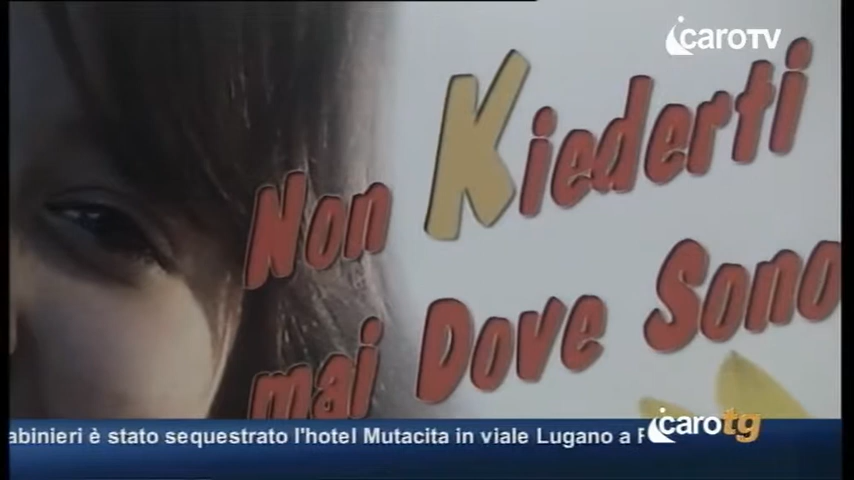 icaroTV
Non Kiederti
mai Dove Sono
abinieri è stato sequestrato l'hotel Mutacita in viale Lugano a
icarotg